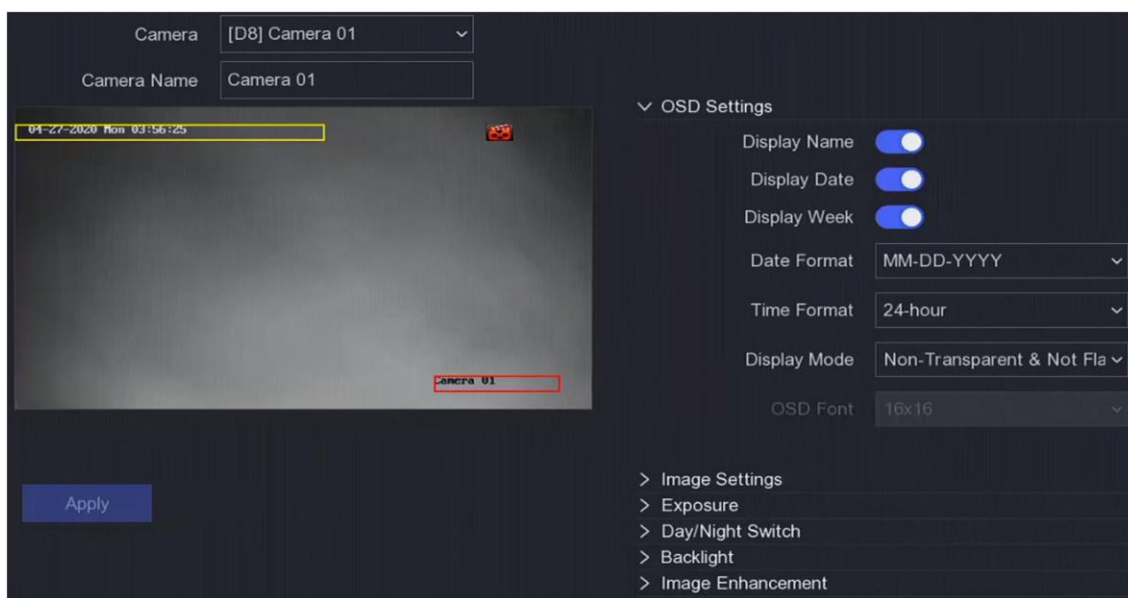 Camera [D8] Camera 01
Camera Name Camera 01
04-27-2020 Mon 03:56:25
Camera 01
Apply
OSD Settings
Display Name
Display Date
Display Week
Date Format MM-DD-YYYY
Time Format 24-hour
Display Mode Non-Transparent & Not Fla
OSD Font 16x16
Image Settings
Exposure
Day/Night Switch
Backlight
Image Enhancement